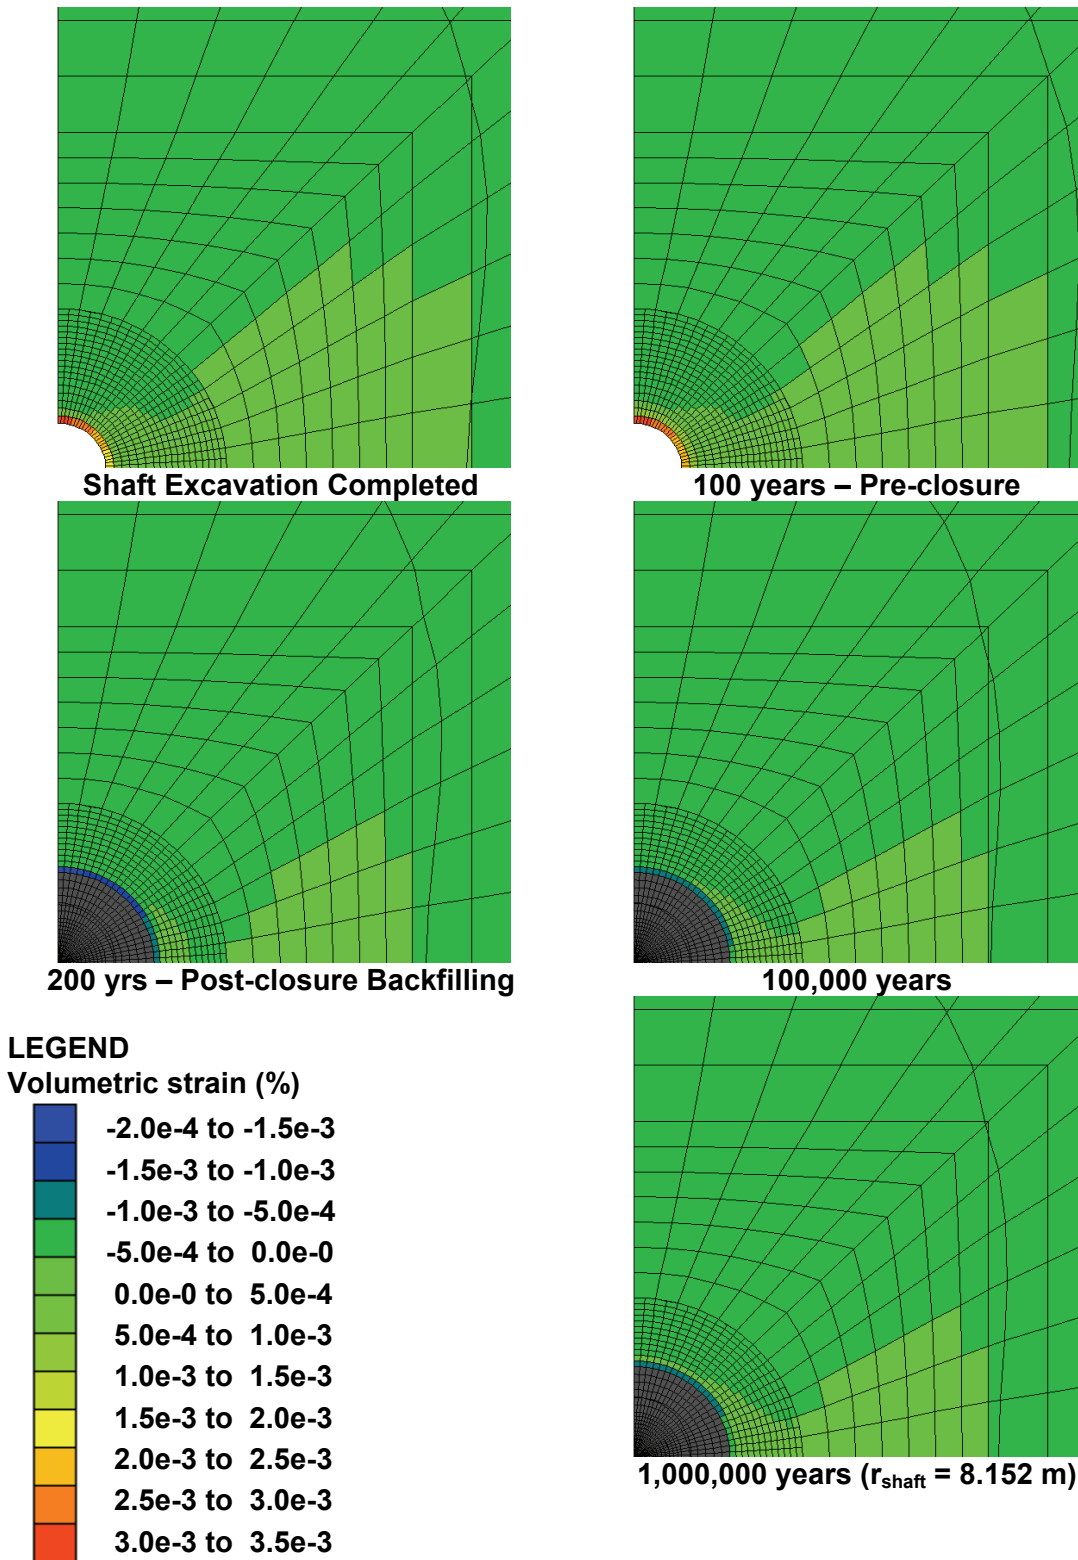 Shaft Excavation Completed
100 years – Pre-closure
200 yrs – Post-closure Backfilling
100,000 years
LEGEND
Volumetric strain (%)
-2.0e-4 to -1.5e-3
-1.5e-3 to -1.0e-3
-1.0e-3 to -5.0e-4
-5.0e-4 to 0.0e-0
0.0e-0 to 5.0e-4
5.0e-4 to 1.0e-3
1.0e-3 to 1.5e-3
1.5e-3 to 2.0e-3
2.0e-3 to 2.5e-3
2.5e-3 to 3.0e-3
3.0e-3 to 3.5e-3
1,000,000 years (rshaft = 8.152 m)